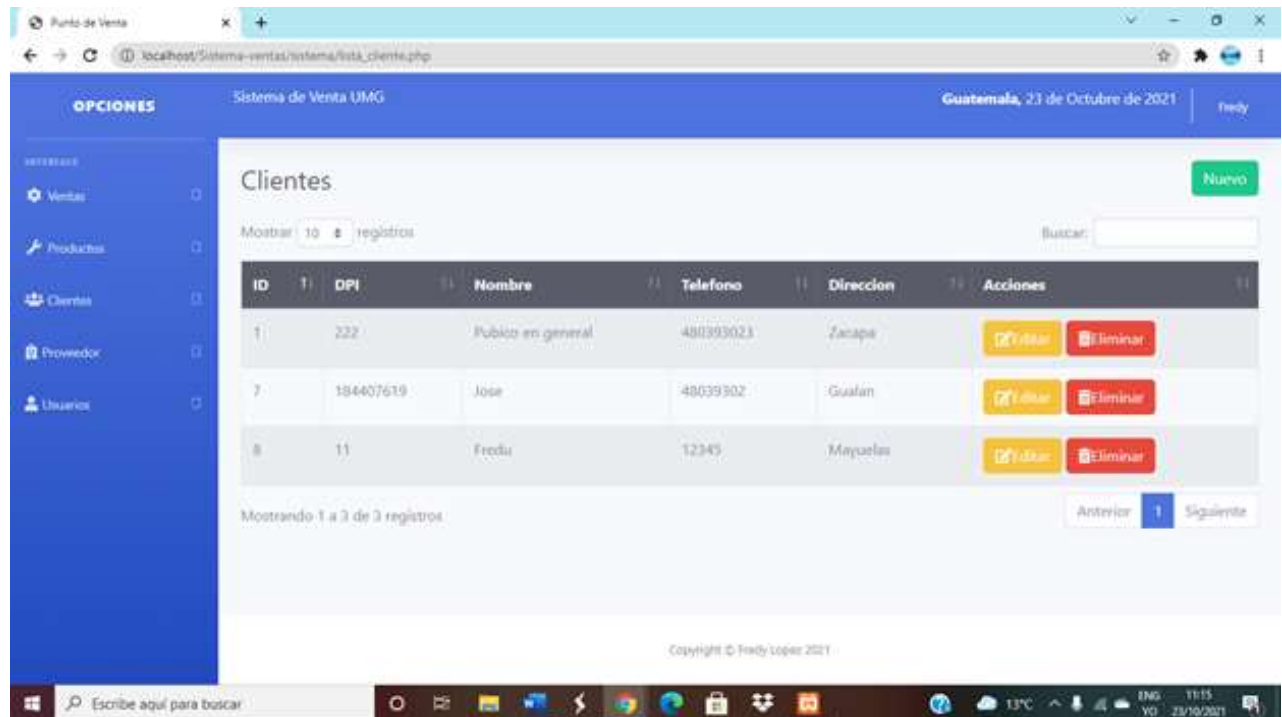 Punto de Venta
localhost/Sistema-ventas/sistema/lista_cliente.php
OPCIONES
Sistema de Venta UMG
Guatemala, 23 de Octubre de 2021
Fredy
INTERFACE
Ventas
Productos
Clientes
Proveedor
Usuarios
Clientes
Nuevo
Mostrar 10 registros
Buscar:
ID DPI Nombre Telefono Direccion Acciones
1 222 Pubico en general 480393023 Zacapa Editar Eliminar
7 184407619 Jose 48039302 Gualan Editar Eliminar
8 11 Fredu 12345 Mayuelas Editar Eliminar
Mostrando 1 a 3 de 3 registros
Anterior 1 Siguiente
Copyright © Fredy Lopez 2021
Escribe aquí para buscar
13°C
ENG
YO
11:15
23/10/2021